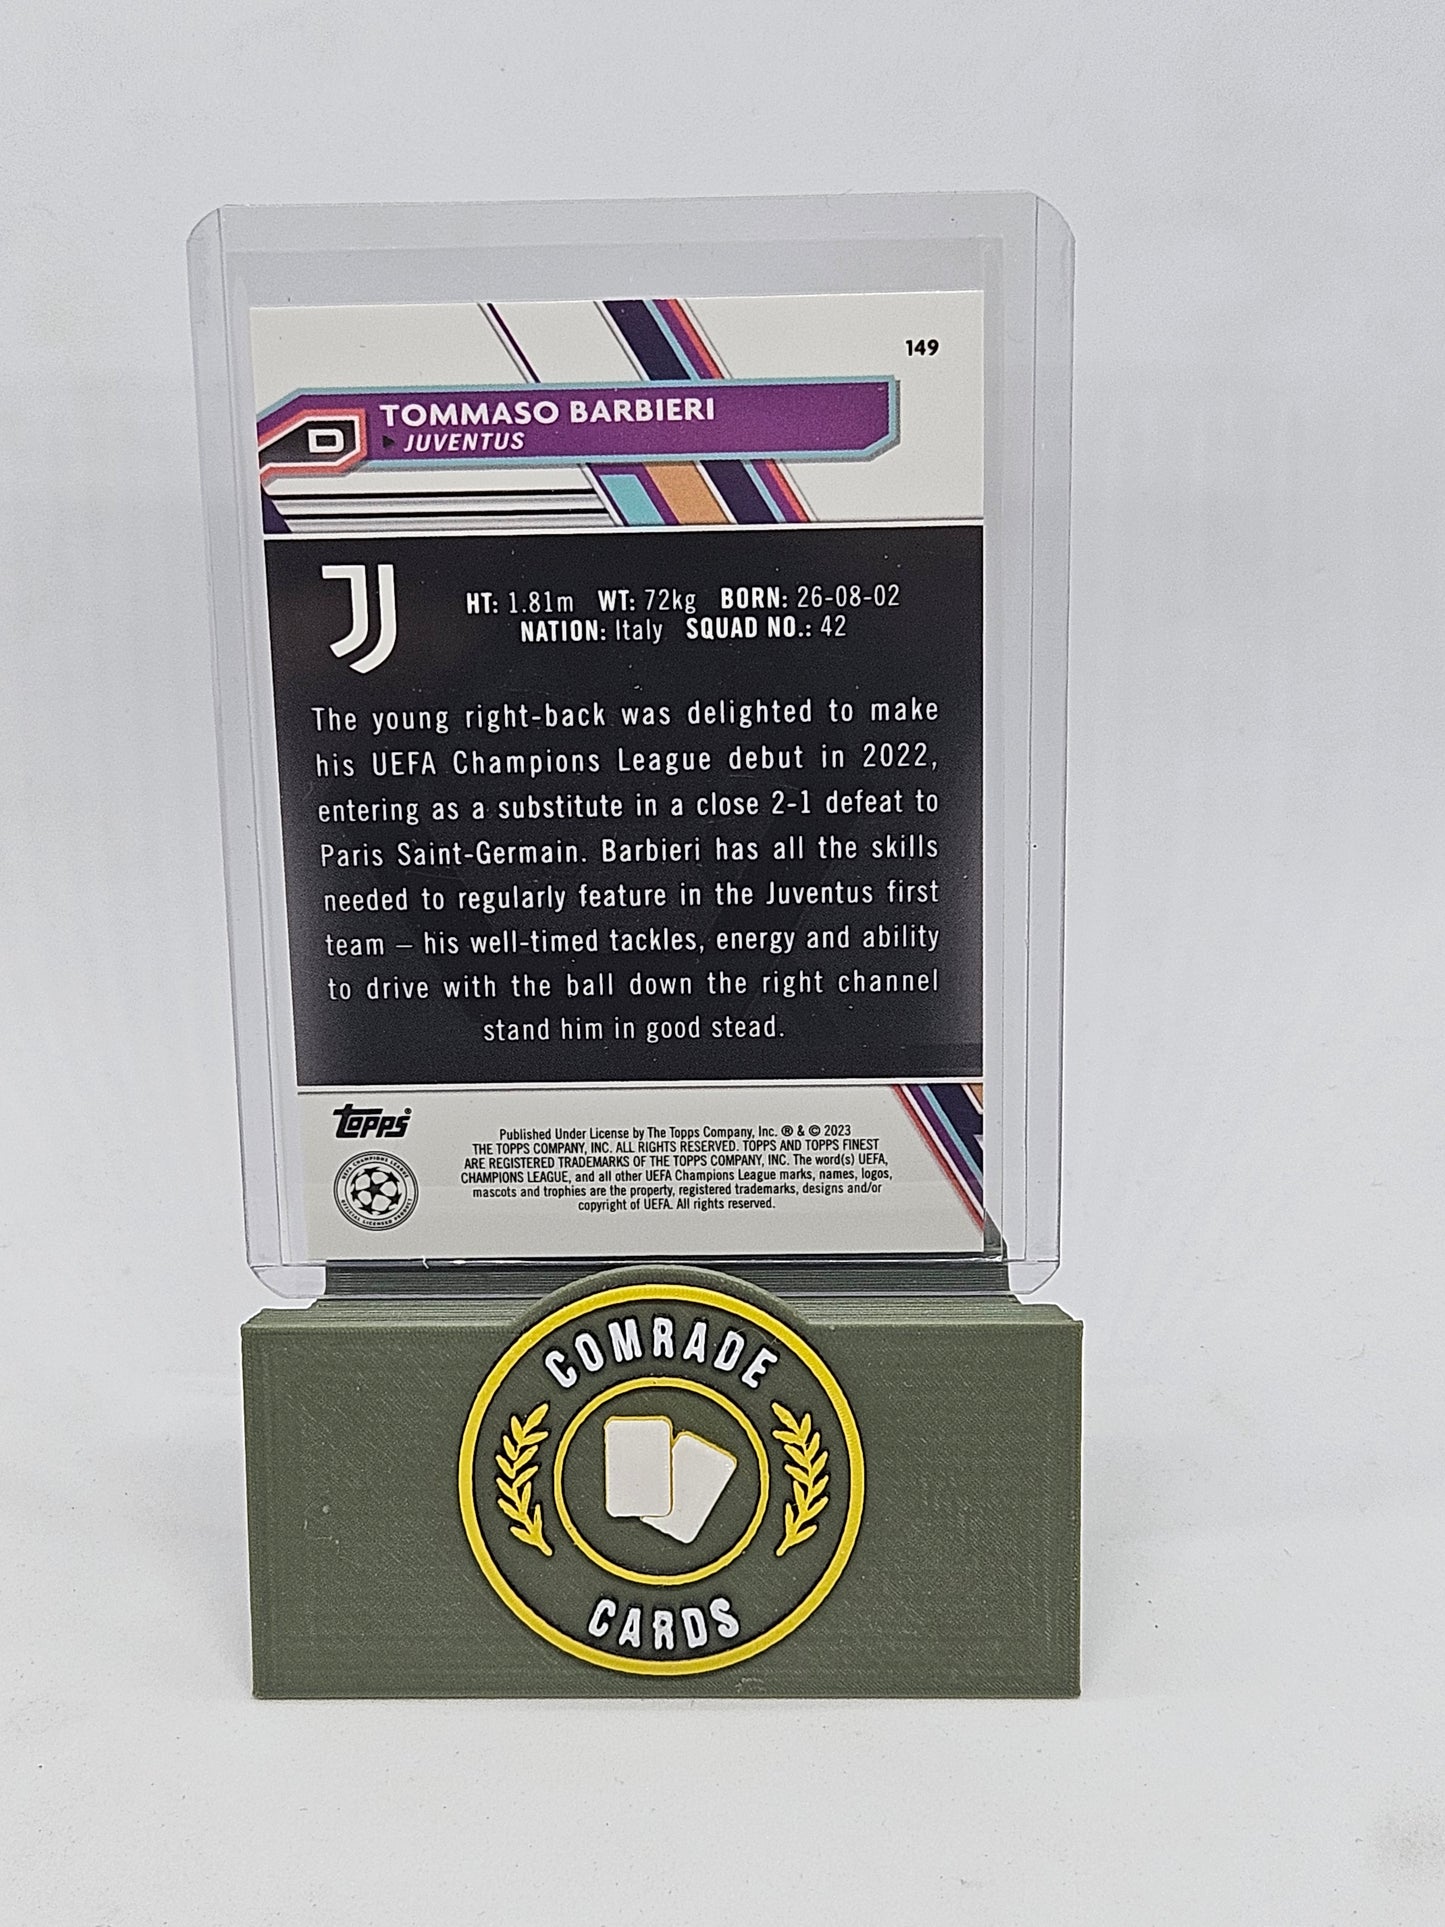 149
TOMMASO BARBIERI
D
JUVENTUS
HT: 1.81m WT: 72kg BORN: 26-08-02
NATION: Italy SQUAD NO.: 42
The young right-back was delighted to make
his UEFA Champions League debut in 2022,
entering as a substitute in a close 2-1 defeat to
Paris Saint-Germain. Barbieri has all the skills
needed to regularly feature in the Juventus first
team – his well-timed tackles, energy and ability
to drive with the ball down the right channel
stand him in good stead.
topps®
Published Under License by The Topps Company, Inc. ® & © 2023
THE TOPPS COMPANY, INC. ALL RIGHTS RESERVED. TOPPS AND TOPPS FINEST
ARE REGISTERED TRADEMARKS OF THE TOPPS COMPANY, INC. The word(s) UEFA,
CHAMPIONS LEAGUE, and all other UEFA Champions League marks, names, logos,
mascots and trophies are the property, registered trademarks, designs and/or
copyright of UEFA. All rights reserved.
UEFA CHAMPIONS LEAGUE
OFFICIAL LICENSED PRODUCT
COMRADE
CARDS